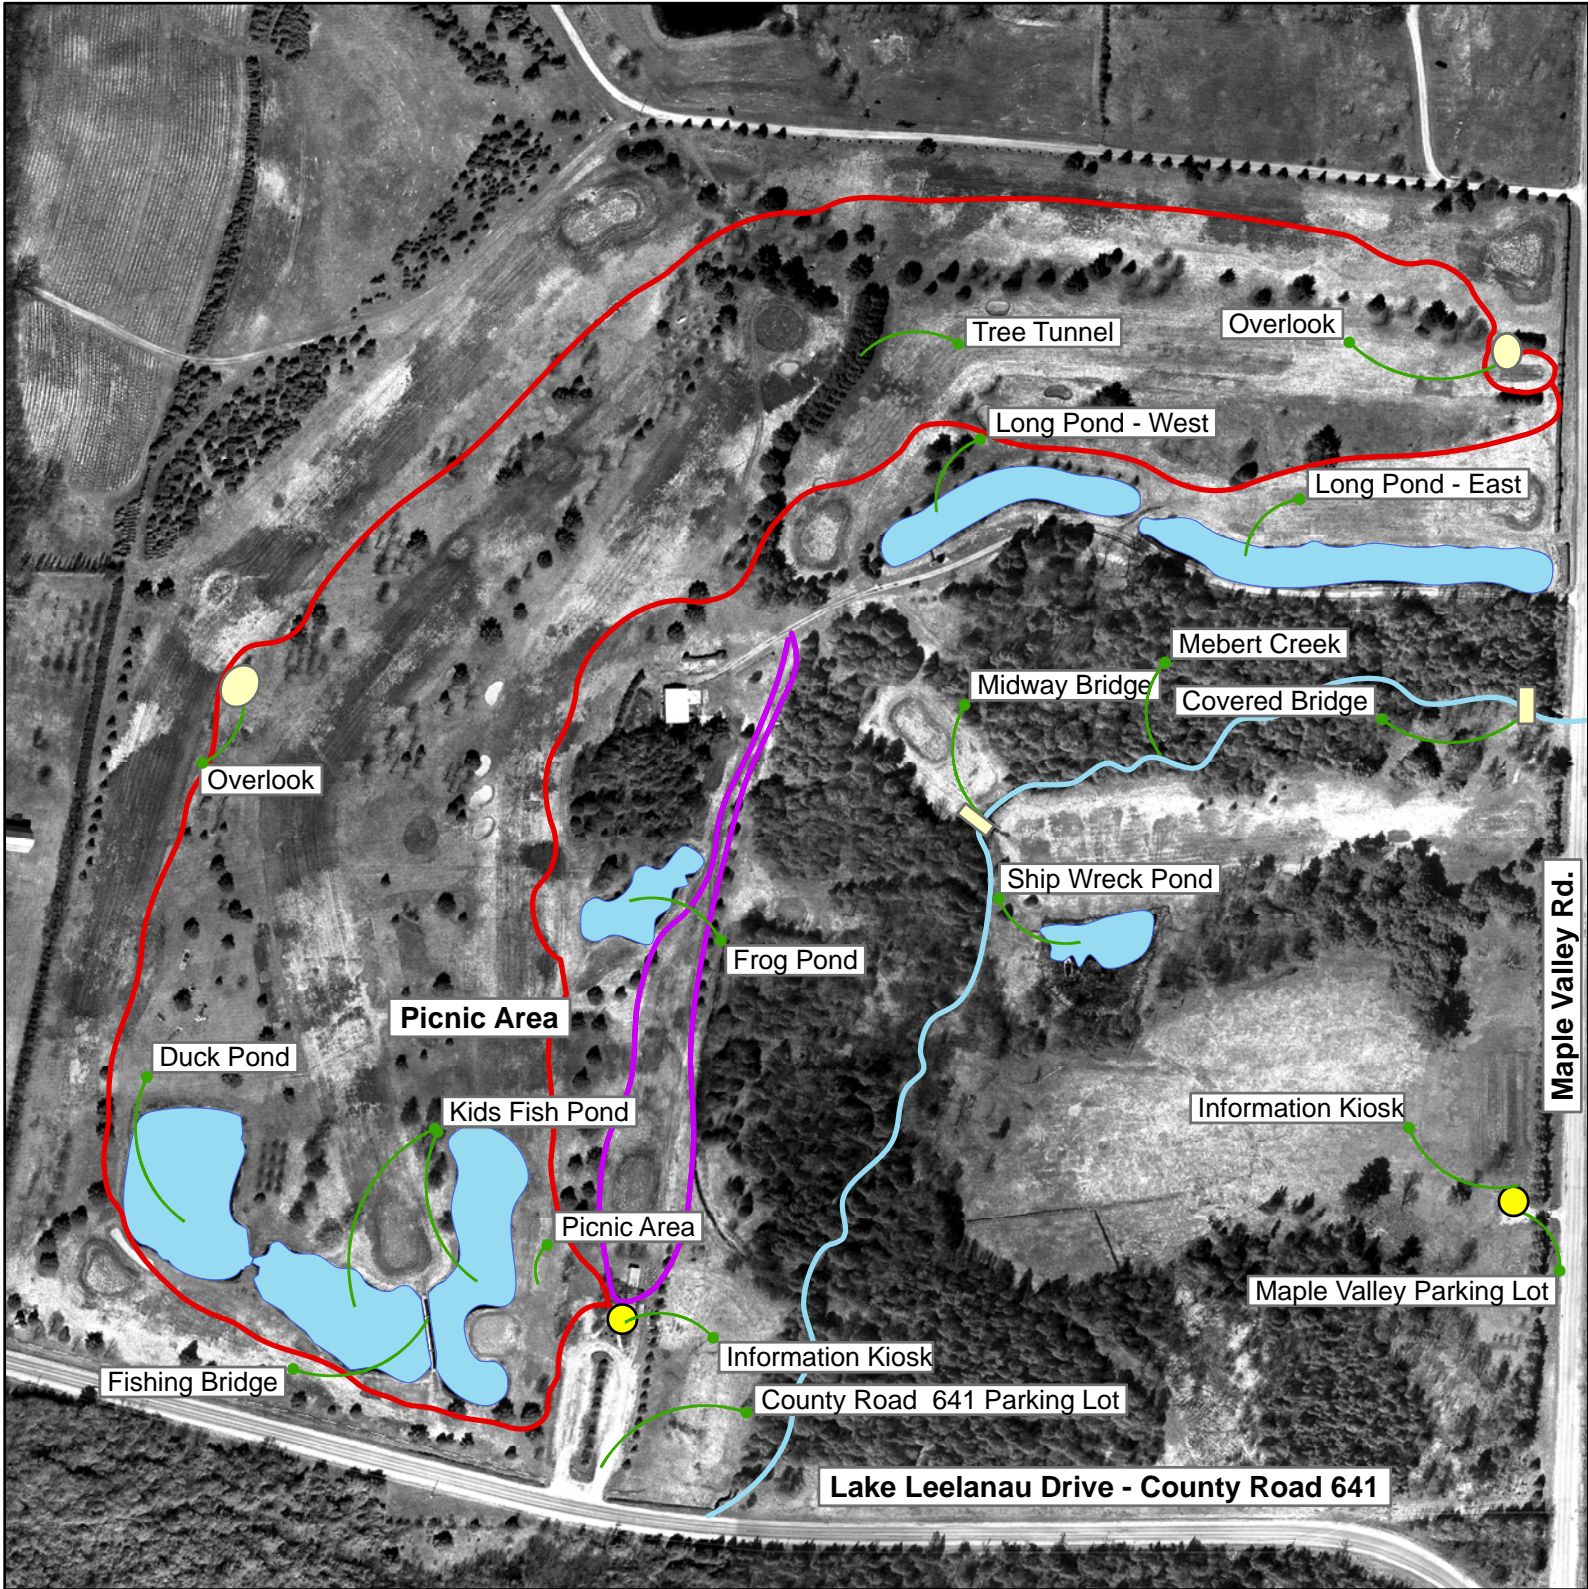 Tree Tunnel
Overlook
Long Pond - West
Long Pond - East
Mebert Creek
Midway Bridge
Covered Bridge
Overlook
Ship Wreck Pond
Maple Valley Rd.
Frog Pond
Picnic Area
Duck Pond
Kids Fish Pond
Information Kiosk
Picnic Area
Maple Valley Parking Lot
Information Kiosk
Fishing Bridge
County Road  641 Parking Lot
Lake Leelanau Drive - County Road 641